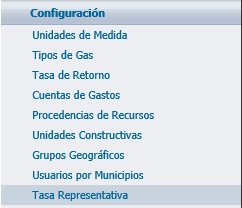 Configuración
Unidades de Medida
Tipos de Gas
Tasa de Retorno
Cuentas de Gastos
Procedencias de Recursos
Unidades Constructivas
Grupos Geográficos
Usuarios por Municipios
Tasa Representativa